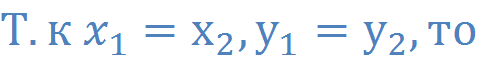 Т. к x₁ = x₂, y₁ = y₂, то